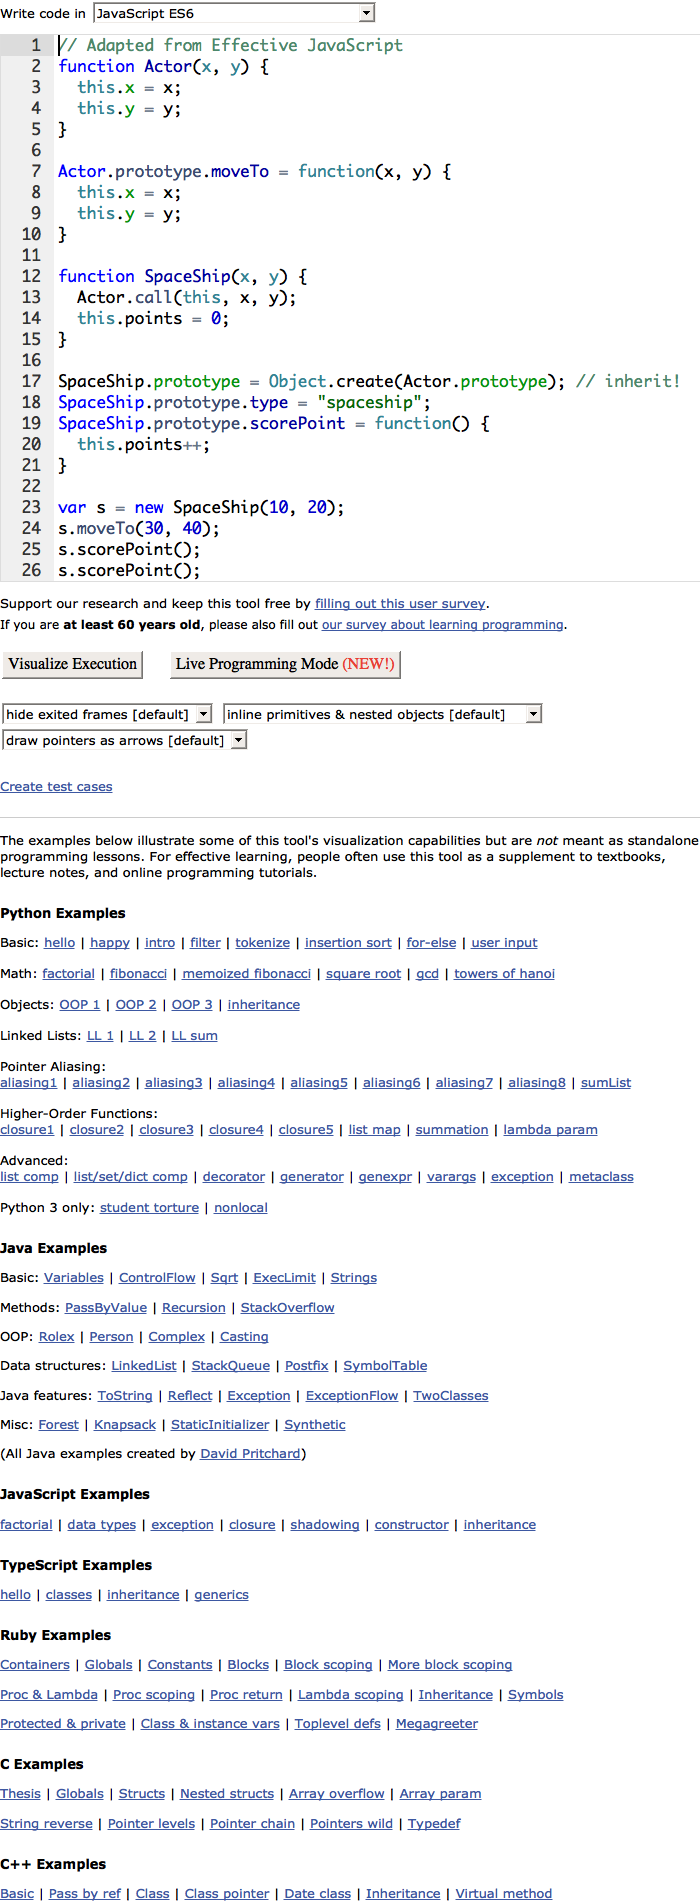 Write code in JavaScript ES6
1 // Adapted from Effective JavaScript
2 function Actor(x, y) {
3   this.x = x;
4   this.y = y;
5 }
6
7 Actor.prototype.moveTo = function(x, y) {
8   this.x = x;
9   this.y = y;
10 }
11
12 function SpaceShip(x, y) {
13   Actor.call(this, x, y);
14   this.points = 0;
15 }
16
17 SpaceShip.prototype = Object.create(Actor.prototype); // inherit!
18 SpaceShip.prototype.type = "spaceship";
19 SpaceShip.prototype.scorePoint = function() {
20   this.points++;
21 }
22
23 var s = new SpaceShip(10, 20);
24 s.moveTo(30, 40);
25 s.scorePoint();
26 s.scorePoint();
Support our research and keep this tool free by filling out this user survey.
If you are at least 60 years old, please also fill out our survey about learning programming.
Visualize Execution Live Programming Mode (NEW!)
hide exited frames [default] inline primitives & nested objects [default]
draw pointers as arrows [default]
Create test cases
The examples below illustrate some of this tool's visualization capabilities but are not meant as standalone
programming lessons. For effective learning, people often use this tool as a supplement to textbooks,
lecture notes, and online programming tutorials.
Python Examples
Basic: hello | happy | intro | filter | tokenize | insertion sort | for-else | user input
Math: factorial | fibonacci | memoized fibonacci | square root | gcd | towers of hanoi
Objects: OOP 1 | OOP 2 | OOP 3 | inheritance
Linked Lists: LL 1 | LL 2 | LL sum
Pointer Aliasing:
aliasing1 | aliasing2 | aliasing3 | aliasing4 | aliasing5 | aliasing6 | aliasing7 | aliasing8 | sumList
Higher-Order Functions:
closure1 | closure2 | closure3 | closure4 | closure5 | list map | summation | lambda param
Advanced:
list comp | list/set/dict comp | decorator | generator | genexpr | varargs | exception | metaclass
Python 3 only: student torture | nonlocal
Java Examples
Basic: Variables | ControlFlow | Sqrt | ExecLimit | Strings
Methods: PassByValue | Recursion | StackOverflow
OOP: Rolex | Person | Complex | Casting
Data structures: LinkedList | StackQueue | Postfix | SymbolTable
Java features: ToString | Reflect | Exception | ExceptionFlow | TwoClasses
Misc: Forest | Knapsack | StaticInitializer | Synthetic
(All Java examples created by David Pritchard)
JavaScript Examples
factorial | data types | exception | closure | shadowing | constructor | inheritance
TypeScript Examples
hello | classes | inheritance | generics
Ruby Examples
Containers | Globals | Constants | Blocks | Block scoping | More block scoping
Proc & Lambda | Proc scoping | Proc return | Lambda scoping | Inheritance | Symbols
Protected & private | Class & instance vars | Toplevel defs | Megagreeter
C Examples
Thesis | Globals | Structs | Nested structs | Array overflow | Array param
String reverse | Pointer levels | Pointer chain | Pointers wild | Typedef
C++ Examples
Basic | Pass by ref | Class | Class pointer | Date class | Inheritance | Virtual method